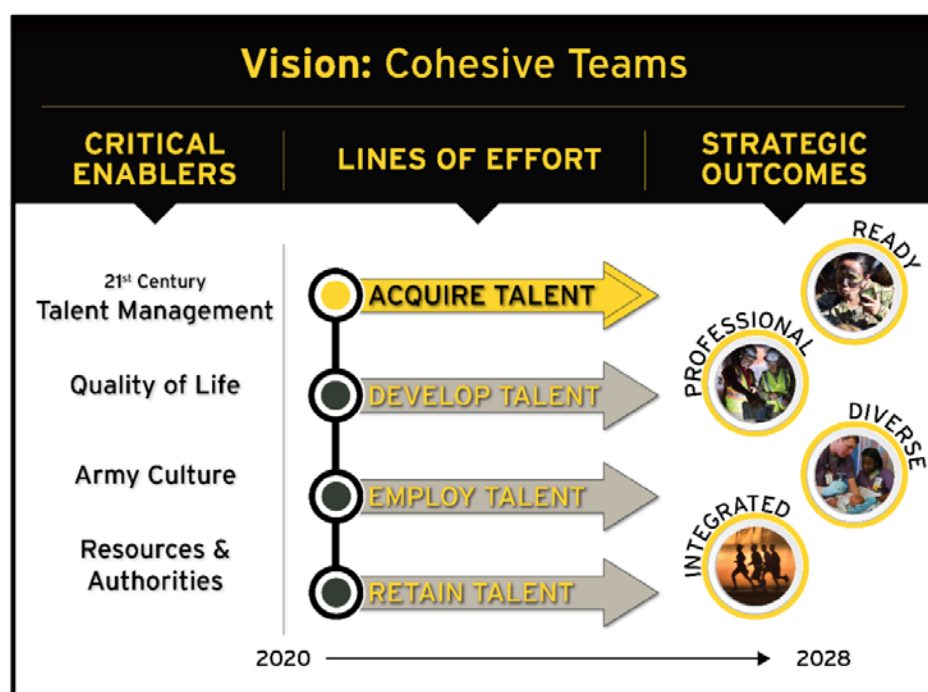 Vision: Cohesive Teams
CRITICAL
ENABLERS
LINES OF EFFORT
STRATEGIC
OUTCOMES
21st Century
Talent Management
Quality of Life
Army Culture
Resources &
Authorities
ACQUIRE TALENT
DEVELOP TALENT
EMPLOY TALENT
RETAIN TALENT
READY
PROFESSIONAL
DIVERSE
INTEGRATED
2020
2028